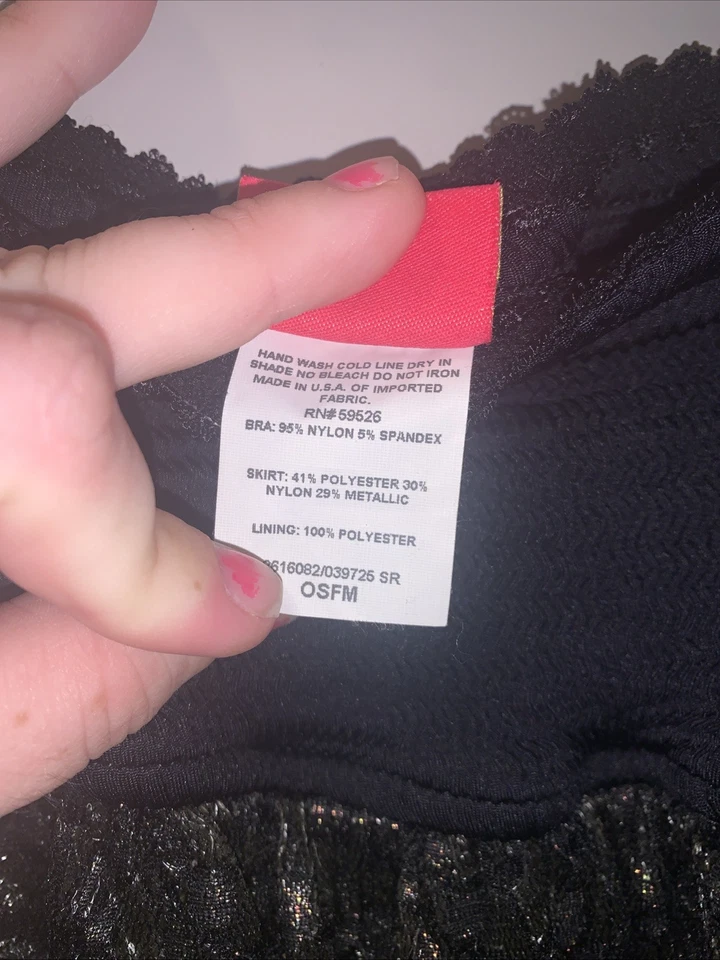 HAND WASH COLD LINE DRY IN
SHADE NO BLEACH DO NOT IRON
MADE IN U.S.A. OF IMPORTED
FABRIC.
RN#59526
BRA: 95% NYLON 5% SPANDEX
SKIRT: 41% POLYESTER 30%
NYLON 29% METALLIC
LINING: 100% POLYESTER
616082/039726 SR
OSFM